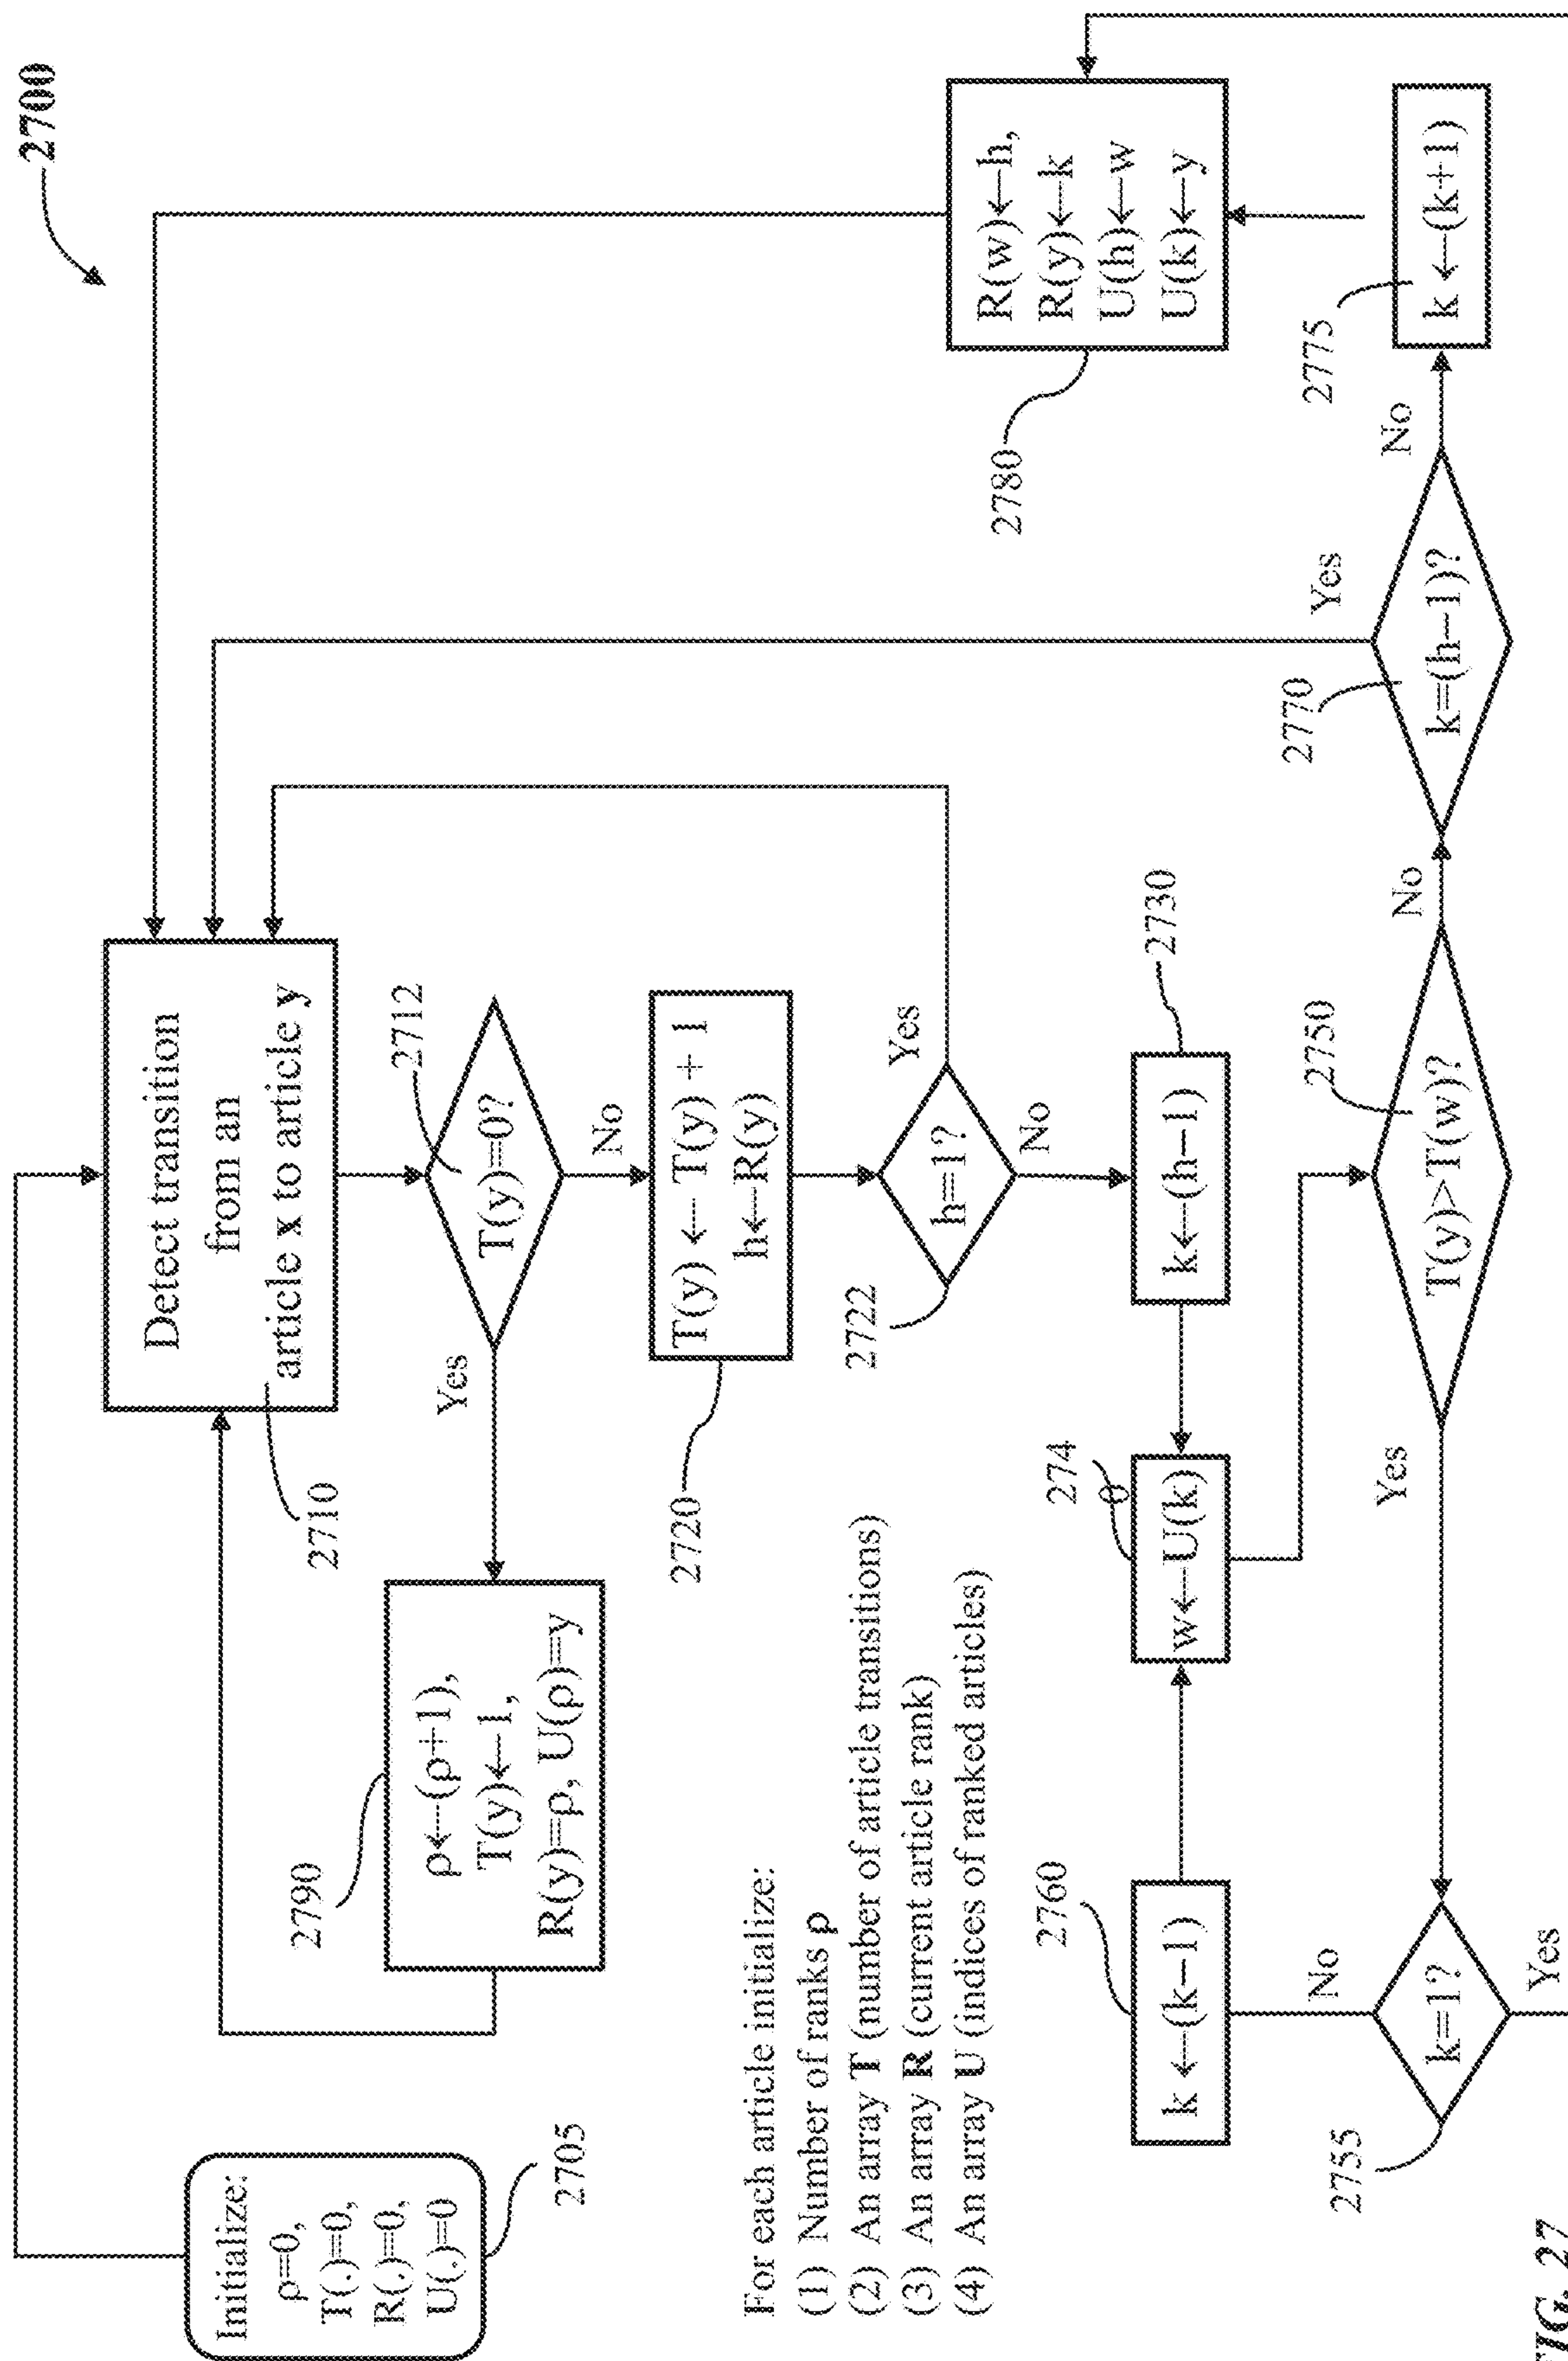 2700
Initialize:
ρ=0,
T(.)=0,
R(.)=0,
U(.)=0
2705
Detect transition
from an
article x to article y
2710
T(y)=0?
2712
Yes
No
ρ←(ρ+1),
T(y)←1,
R(y)=ρ, U(ρ)=y
2790
T(y) ← T(y) + 1
h←R(y)
2720
h=1?
2722
Yes
No
For each article initialize:
(1) Number of ranks ρ
(2) An array T (number of article transitions)
(3) An array R (current article rank)
(4) An array U (indices of ranked articles)
k←(h−1)
2730
w←U(k)
274
0
k ←(k−1)
2760
T(y)>T(w)?
2750
Yes
No
k=1?
2755
No
Yes
k=(h−1)?
2770
Yes
No
k ←(k+1)
2775
R(w)←h,
R(y)←k
U(h)←w
U(k)←y
2780
FIG. 27